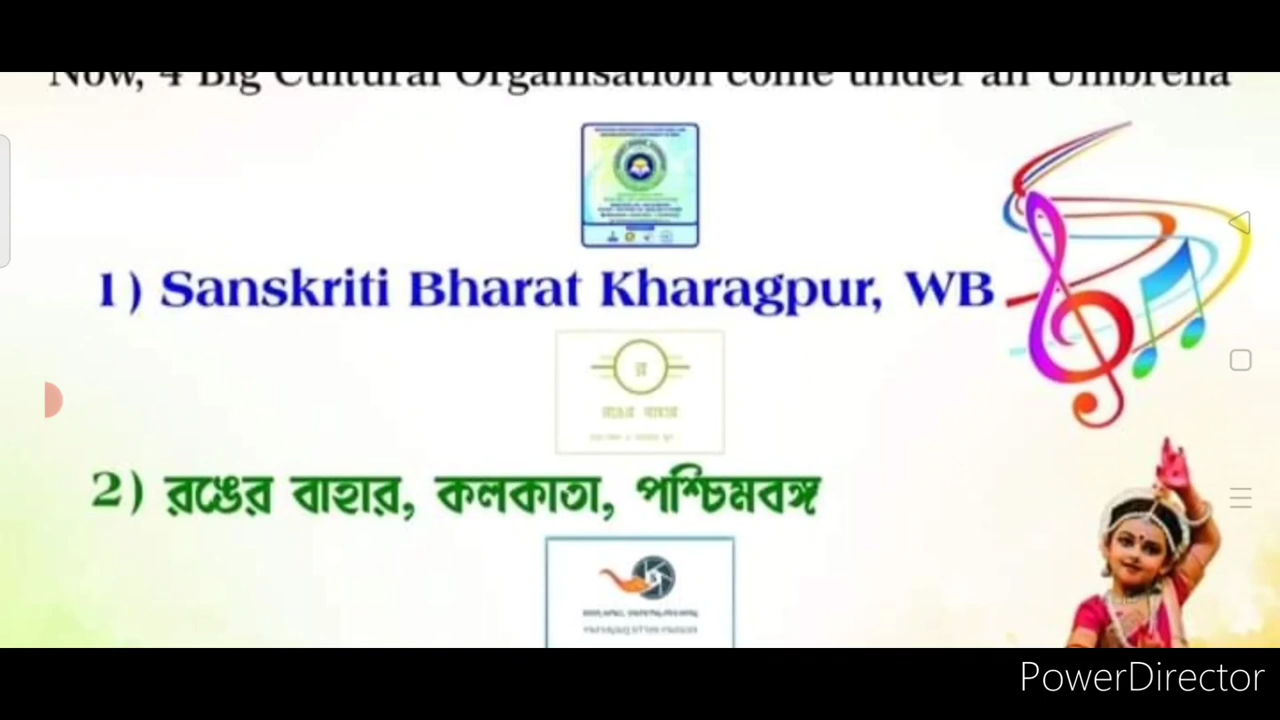 Now, 4 Big Cultural Organisation come under an Umbrella
1) Sanskriti Bharat Kharagpur, WB
র
রঙের বাহার
2) রঙের বাহার, কলকাতা, পশ্চিমবঙ্গ
PowerDirector